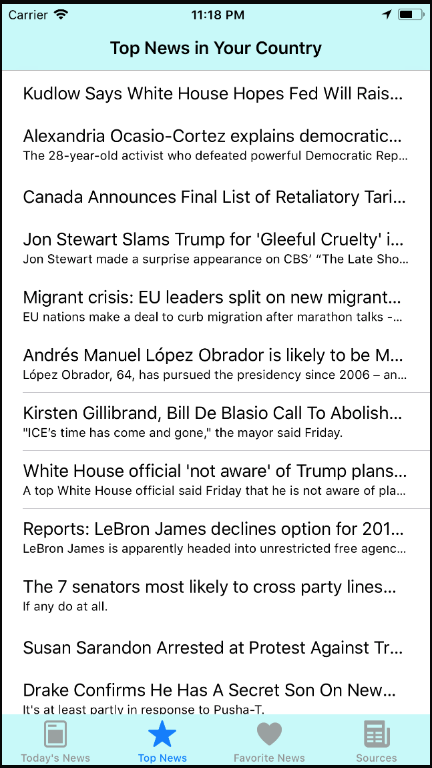 Carrier 11:18 PM
Top News in Your Country
Kudlow Says White House Hopes Fed Will Rais...
Alexandria Ocasio-Cortez explains democratic...
The 28-year-old activist who defeated powerful Democratic Rep...
Canada Announces Final List of Retaliatory Tari...
Jon Stewart Slams Trump for 'Gleeful Cruelty' i...
Jon Stewart made a surprise appearance on CBS' “The Late Sho...
Migrant crisis: EU leaders split on new migrant...
EU nations make a deal to curb migration after marathon talks -...
Andrés Manuel López Obrador is likely to be M...
López Obrador, 64, has pursued the presidency since 2006 – an...
Kirsten Gillibrand, Bill De Blasio Call To Abolish...
"ICE's time has come and gone," the mayor said Friday.
White House official 'not aware' of Trump plans...
A top White House official said Friday that he is not aware of pla...
Reports: LeBron James declines option for 201...
LeBron James is apparently headed into unrestricted free agenc...
The 7 senators most likely to cross party lines...
If any do at all.
Susan Sarandon Arrested at Protest Against Tr...
Drake Confirms He Has A Secret Son On New...
It's at least partly in response to Pusha-T.
Today's News Top News Favorite News Sources